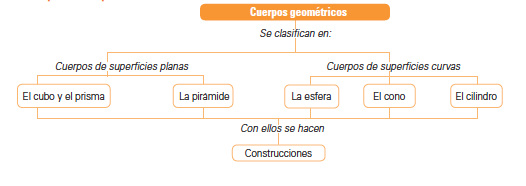 Cuerpos geométricos
Se clasifican en:
Cuerpos de superficies planas
Cuerpos de superficies curvas
El cubo y el prisma
La pirámide
La esfera
El cono
El cilindro
Con ellos se hacen
Construcciones